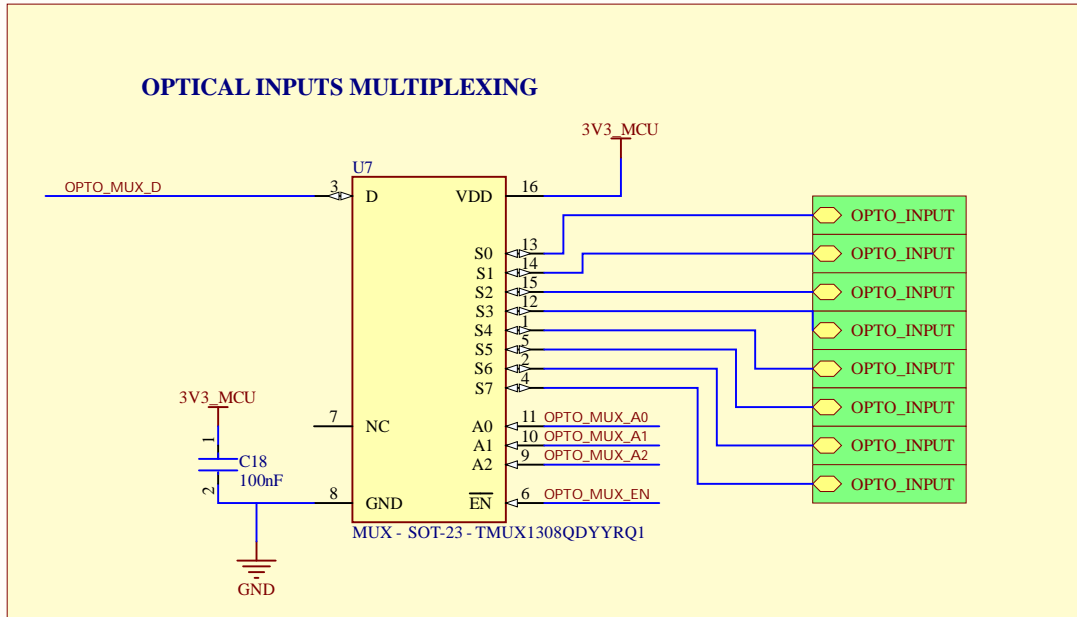 OPTICAL INPUTS MULTIPLEXING
3V3_MCU
U7
OPTO_MUX_D
3
D
VDD
16
OPTO_INPUT
S0
13
OPTO_INPUT
S1
14
S2
15
OPTO_INPUT
S3
12
S4
1
OPTO_INPUT
S5
5
S6
2
OPTO_INPUT
S7
4
3V3_MCU
OPTO_INPUT
7
NC
A0
11
OPTO_MUX_A0
1
A1
10
OPTO_MUX_A1
OPTO_INPUT
C18
A2
9
OPTO_MUX_A2
100nF
OPTO_INPUT
2
8
GND
EN
6
OPTO_MUX_EN
MUX - SOT-23 - TMUX1308QDYYRQ1
GND